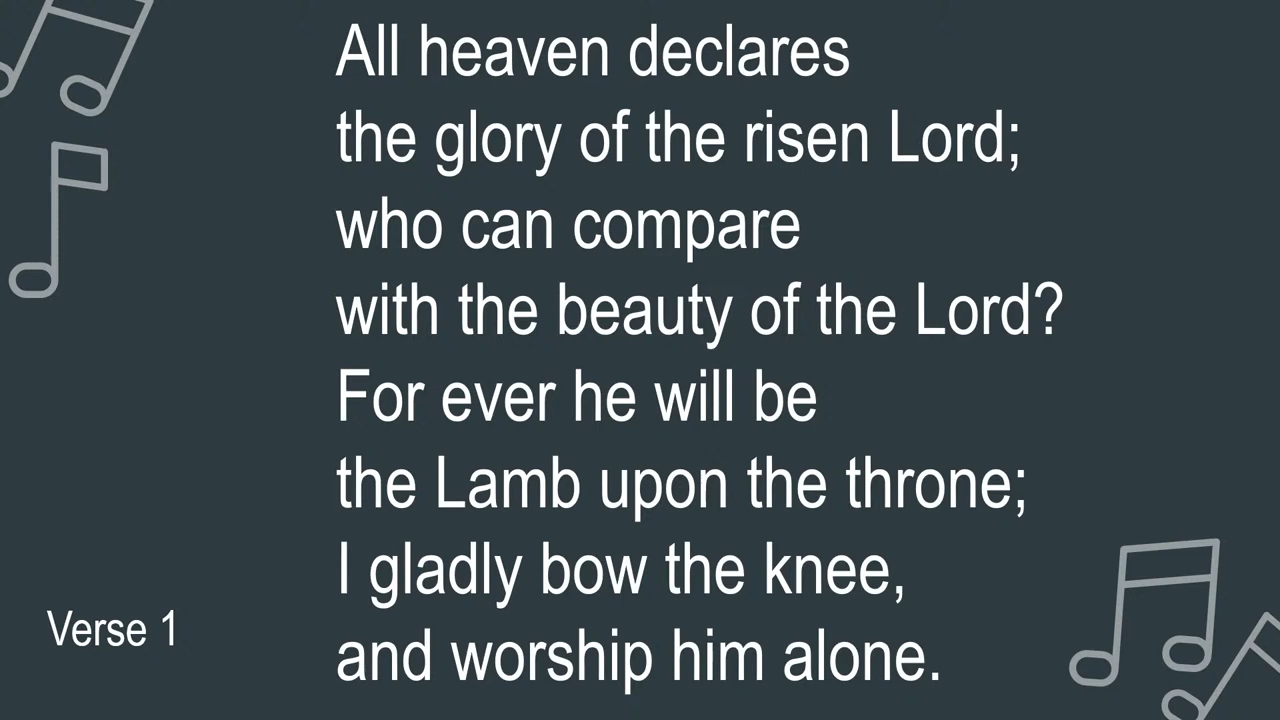 All heaven declares
the glory of the risen Lord;
who can compare
with the beauty of the Lord?
For ever he will be
the Lamb upon the throne;
I gladly bow the knee,
and worship him alone.
Verse 1